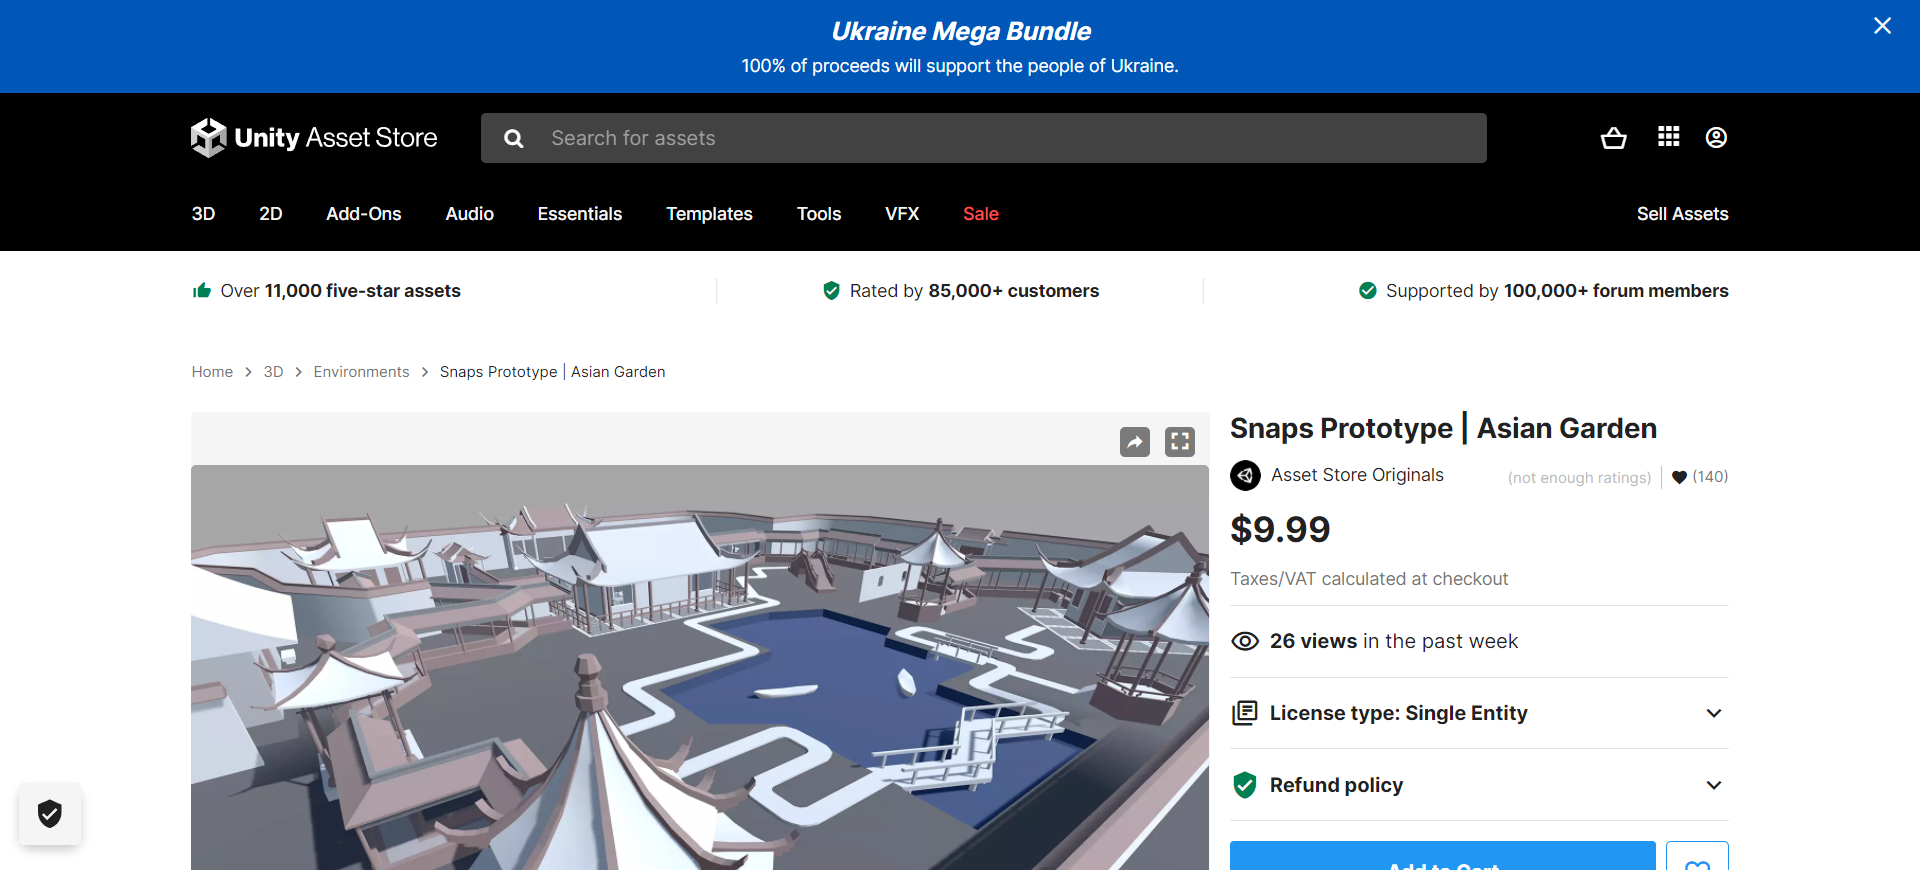 Ukraine Mega Bundle
100% of proceeds will support the people of Ukraine.
Unity Asset Store
Search for assets
3D 2D Add-Ons Audio Essentials Templates Tools VFX Sale Sell Assets
Over 11,000 five-star assets
Rated by 85,000+ customers
Supported by 100,000+ forum members
Home > 3D > Environments > Snaps Prototype | Asian Garden
Snaps Prototype | Asian Garden
Asset Store Originals (not enough ratings) | (140)
$9.99
Taxes/VAT calculated at checkout
26 views in the past week
License type: Single Entity
Refund policy
Add to Cart